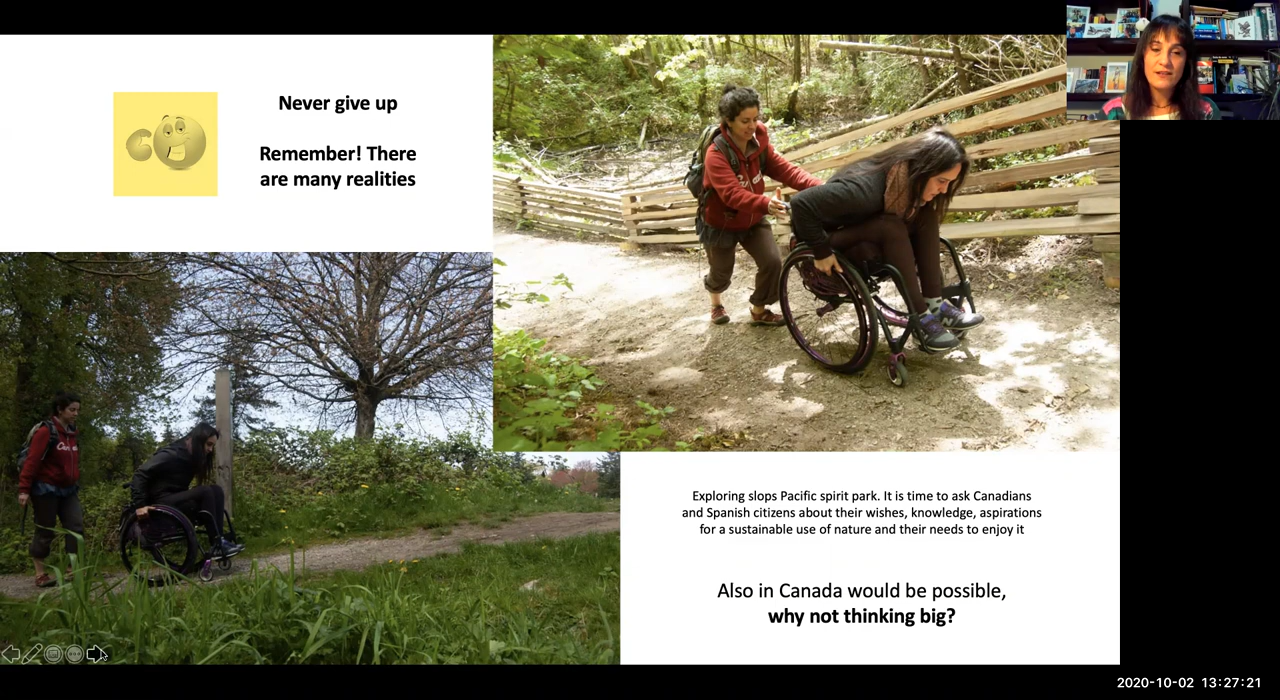 Never give up
Remember! There
are many realities
Exploring slops Pacific spirit park. It is time to ask Canadians
and Spanish citizens about their wishes, knowledge, aspirations
for a sustainable use of nature and their needs to enjoy it
Also in Canada would be possible,
why not thinking big?
2020-10-02 13:27:21